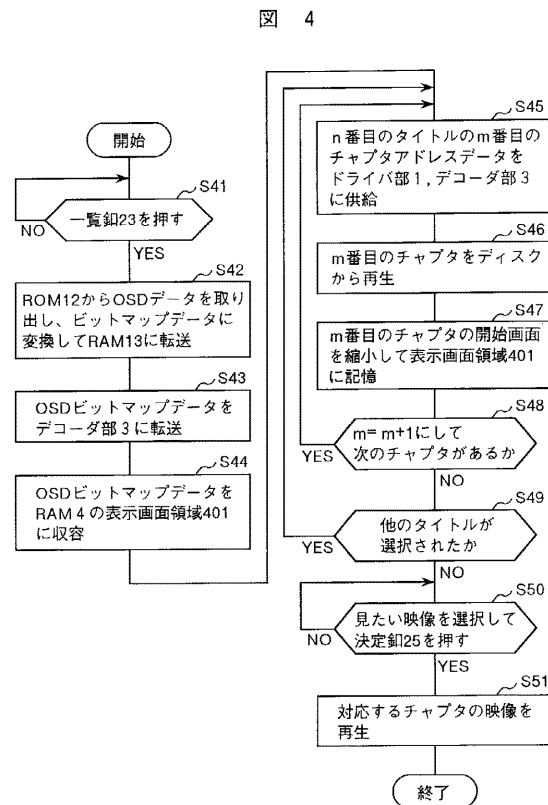 図 4
開始
S41
一覧釦23を押す
NO
YES
S42
ROM12からOSDデータを取り
出し、ビットマップデータに
変換してRAM13に転送
S43
OSDビットマップデータを
デコーダ部3に転送
S44
OSDビットマップデータを
RAM4の表示画面領域401
に収容
S45
n番目のタイトルのm番目の
チャプタアドレスデータを
ドライバ部1,デコーダ部3
に供給
S46
m番目のチャプタをディスク
から再生
S47
m番目のチャプタの開始画面
を縮小して表示画面領域401
に記憶
S48
m=m+1にして
次のチャプタがあるか
YES
NO
S49
他のタイトルが
選択されたか
YES
NO
S50
見たい映像を選択して
決定釦25を押す
NO
YES
S51
対応するチャプタの映像を
再生
終了